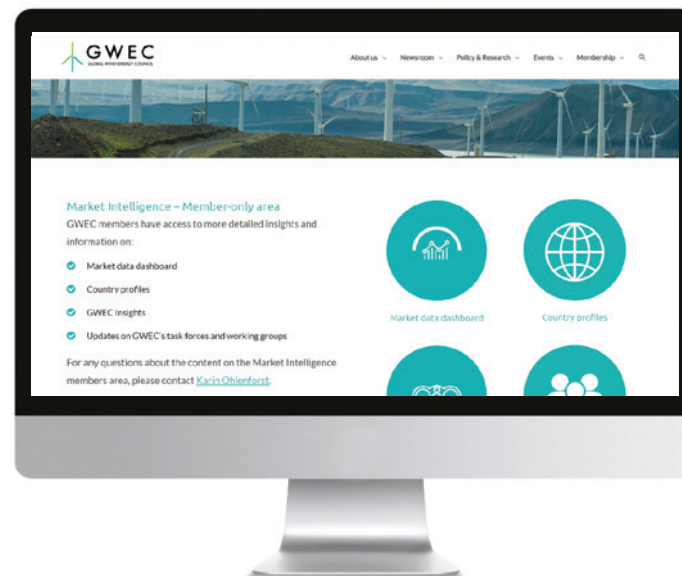 GWEC
GLOBAL WIND ENERGY COUNCIL
About us
Newsroom
Policy & Research
Events
Membership
Market Intelligence – Member-only area
GWEC members have access to more detailed insights and
information on:
Market data dashboard
Country profiles
GWEC Insights
Updates on GWEC's task forces and working groups
For any questions about the content on the Market Intelligence
members area, please contact Karin Ohlenforst.
Market data dashboard
Country profiles